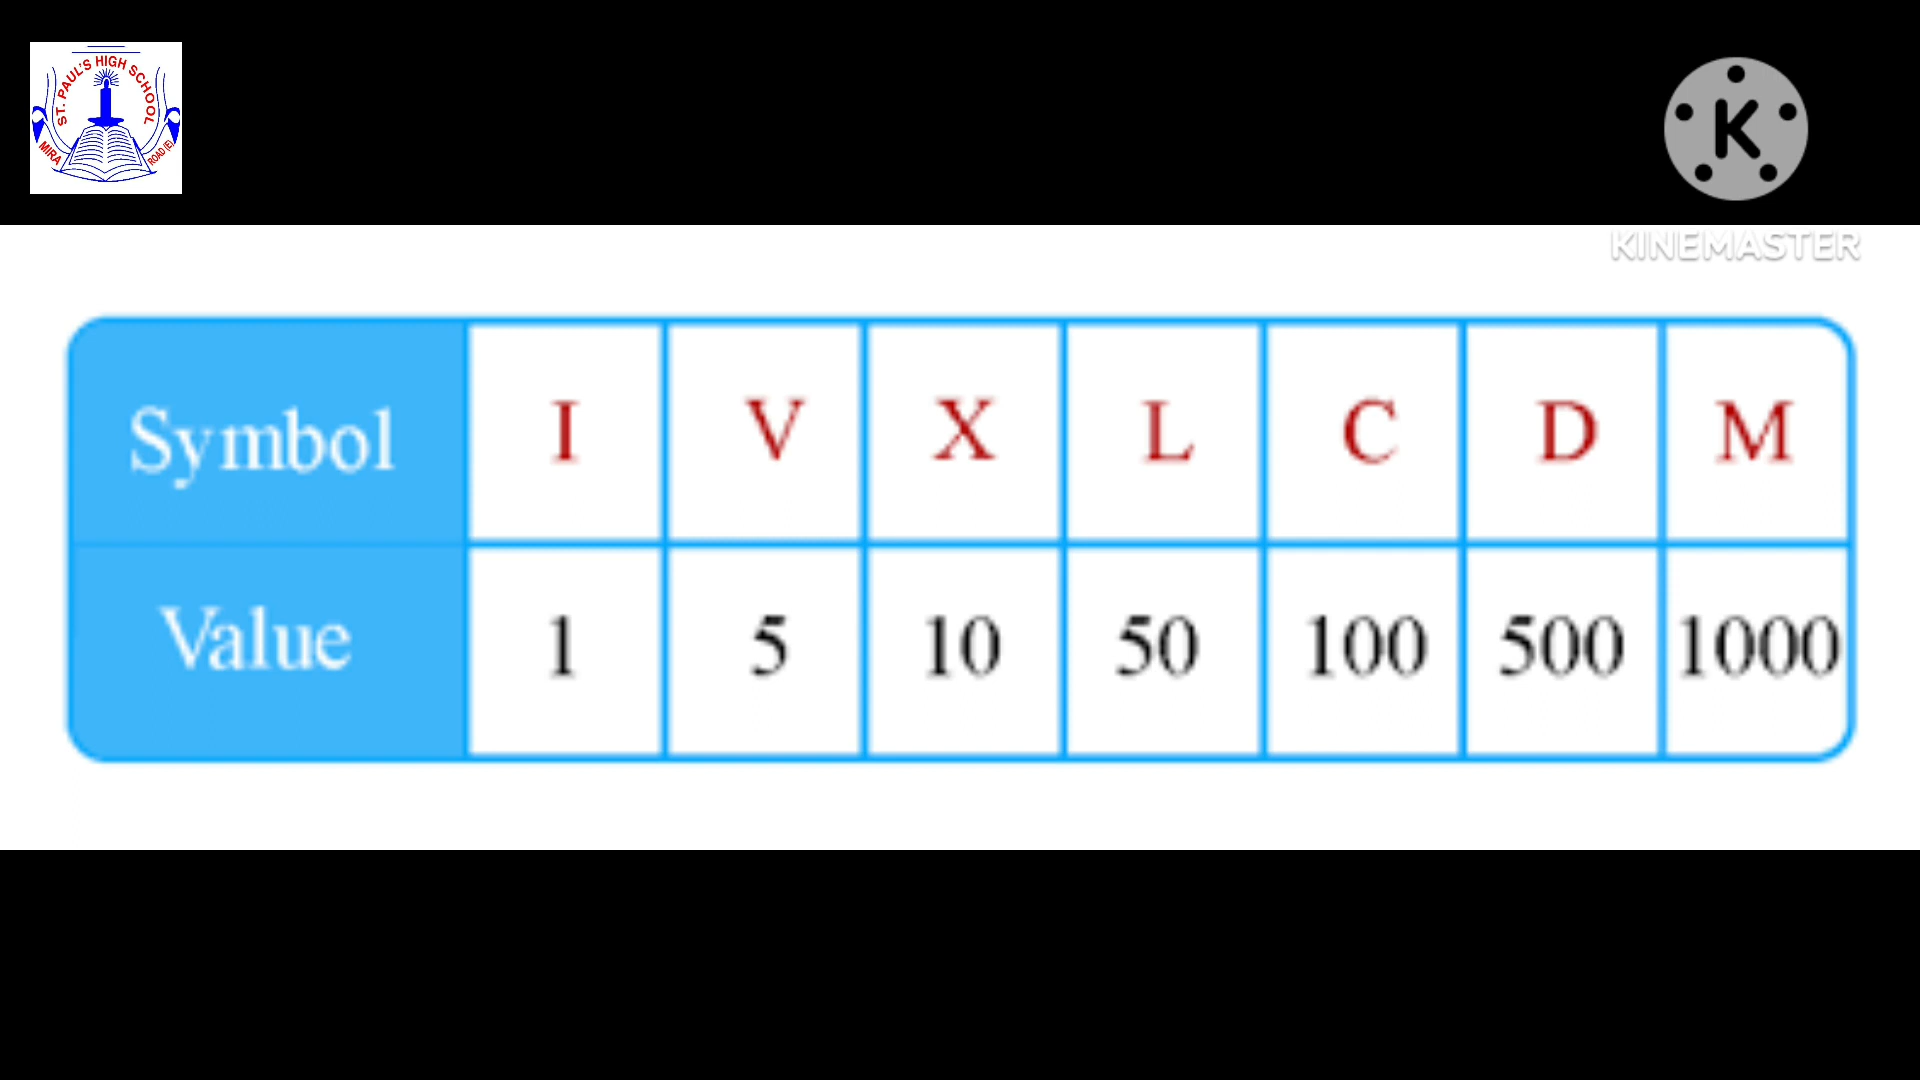 ST. PAUL'S HIGH SCHOOL
MIRA ROAD (E)
K
KINEMASTER
Symbol I V X L C D M
Value 1 5 10 50 100 500 1000